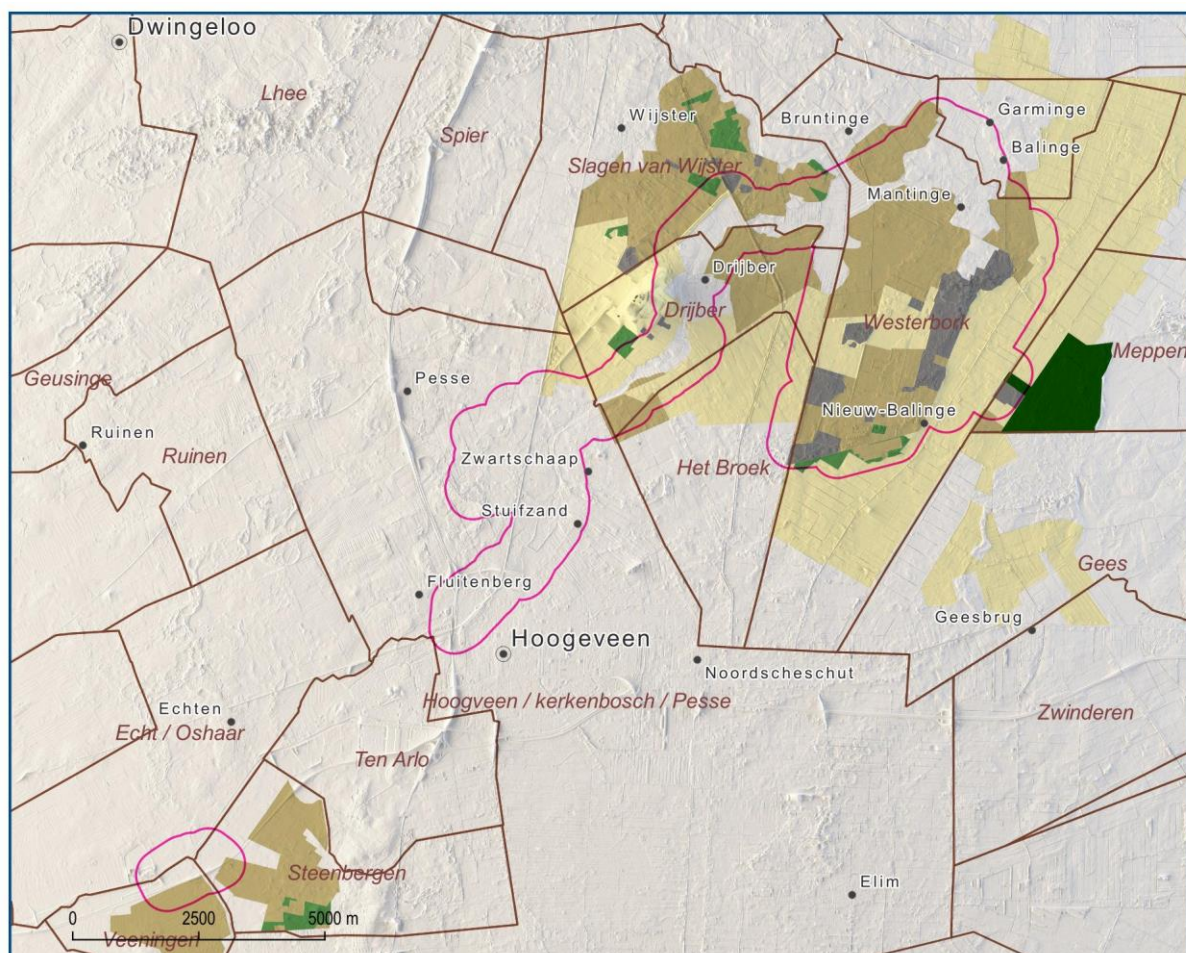 Dwingeloo
Lhee
Spier
Wijster
Bruntinge
Garminge
Balinge
Slagen van Wijster
Mantinge
Drijber
Drijber
Westerbork
Meppen
Geusinge
Pesse
Nieuw-Balinge
Ruinen
Ruinen
Zwartschaap
Het Broek
Stuifzand
Gees
Fluitenberg
Geesbrug
Hoogeveen
Noordscheschut
Echten
Hoogveen / kerkenbosch / Pesse
Zwinderen
Echt / Oshaar
Ten Arlo
Steenbergen
Elim
0 2500 5000 m
Veeningen